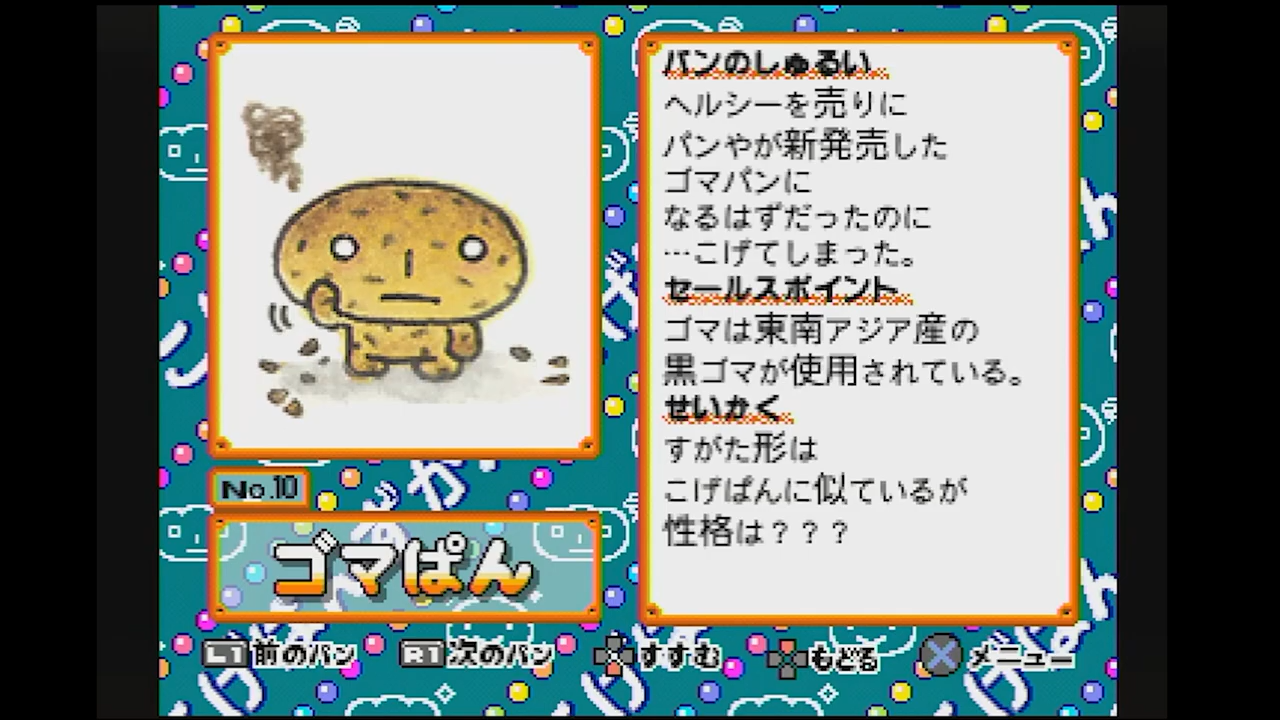 パンのしゅるい
ヘルシーを売りに
パンやが新発売した
ゴマパンに
なるはずだったのに
…こげてしまった。
セールスポイント
ゴマは東南アジア産の
黒ゴマが使用されている。
せいかく
すがた形は
こげぱんに似ているが
性格は？？？
No.10
ゴマぱん
L1前のパン R1次のパン すすむ もどる メニュー